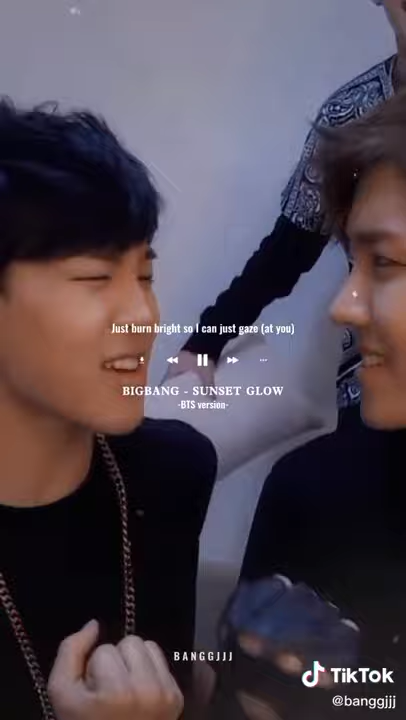 Just burn bright so I can just gaze (at you)
BIGBANG - SUNSET GLOW
-BTS version-
BANGGJJJ
TikTok
@banggjjj